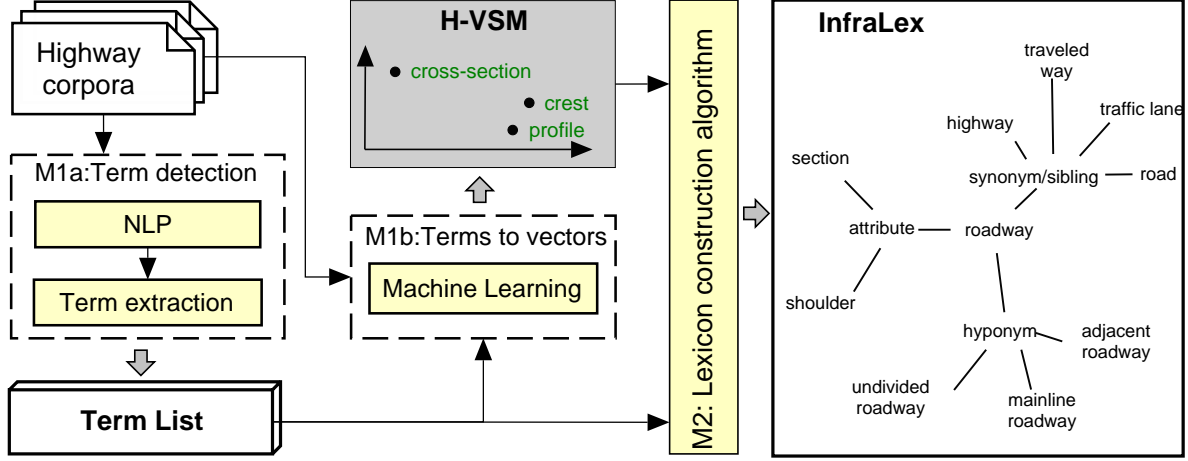 Highway
corpora
M1a:Term detection
NLP
Term extraction
Term List
H-VSM
cross-section
crest
profile
M1b:Terms to vectors
Machine Learning
M2: Lexicon construction algorithm
InfraLex
traveled
way
traffic lane
highway
section
synonym/sibling
road
attribute
roadway
shoulder
hyponym
adjacent
roadway
undivided
roadway
mainline
roadway